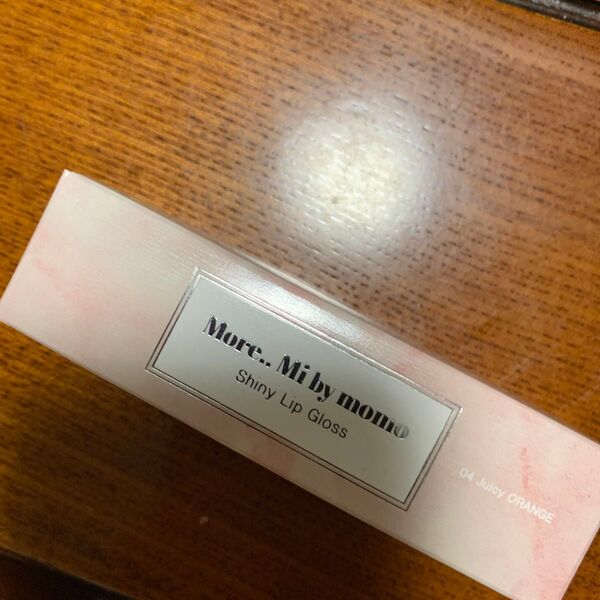 More.. Mi by momo
Shiny Lip Gloss
04 Juicy ORANGE